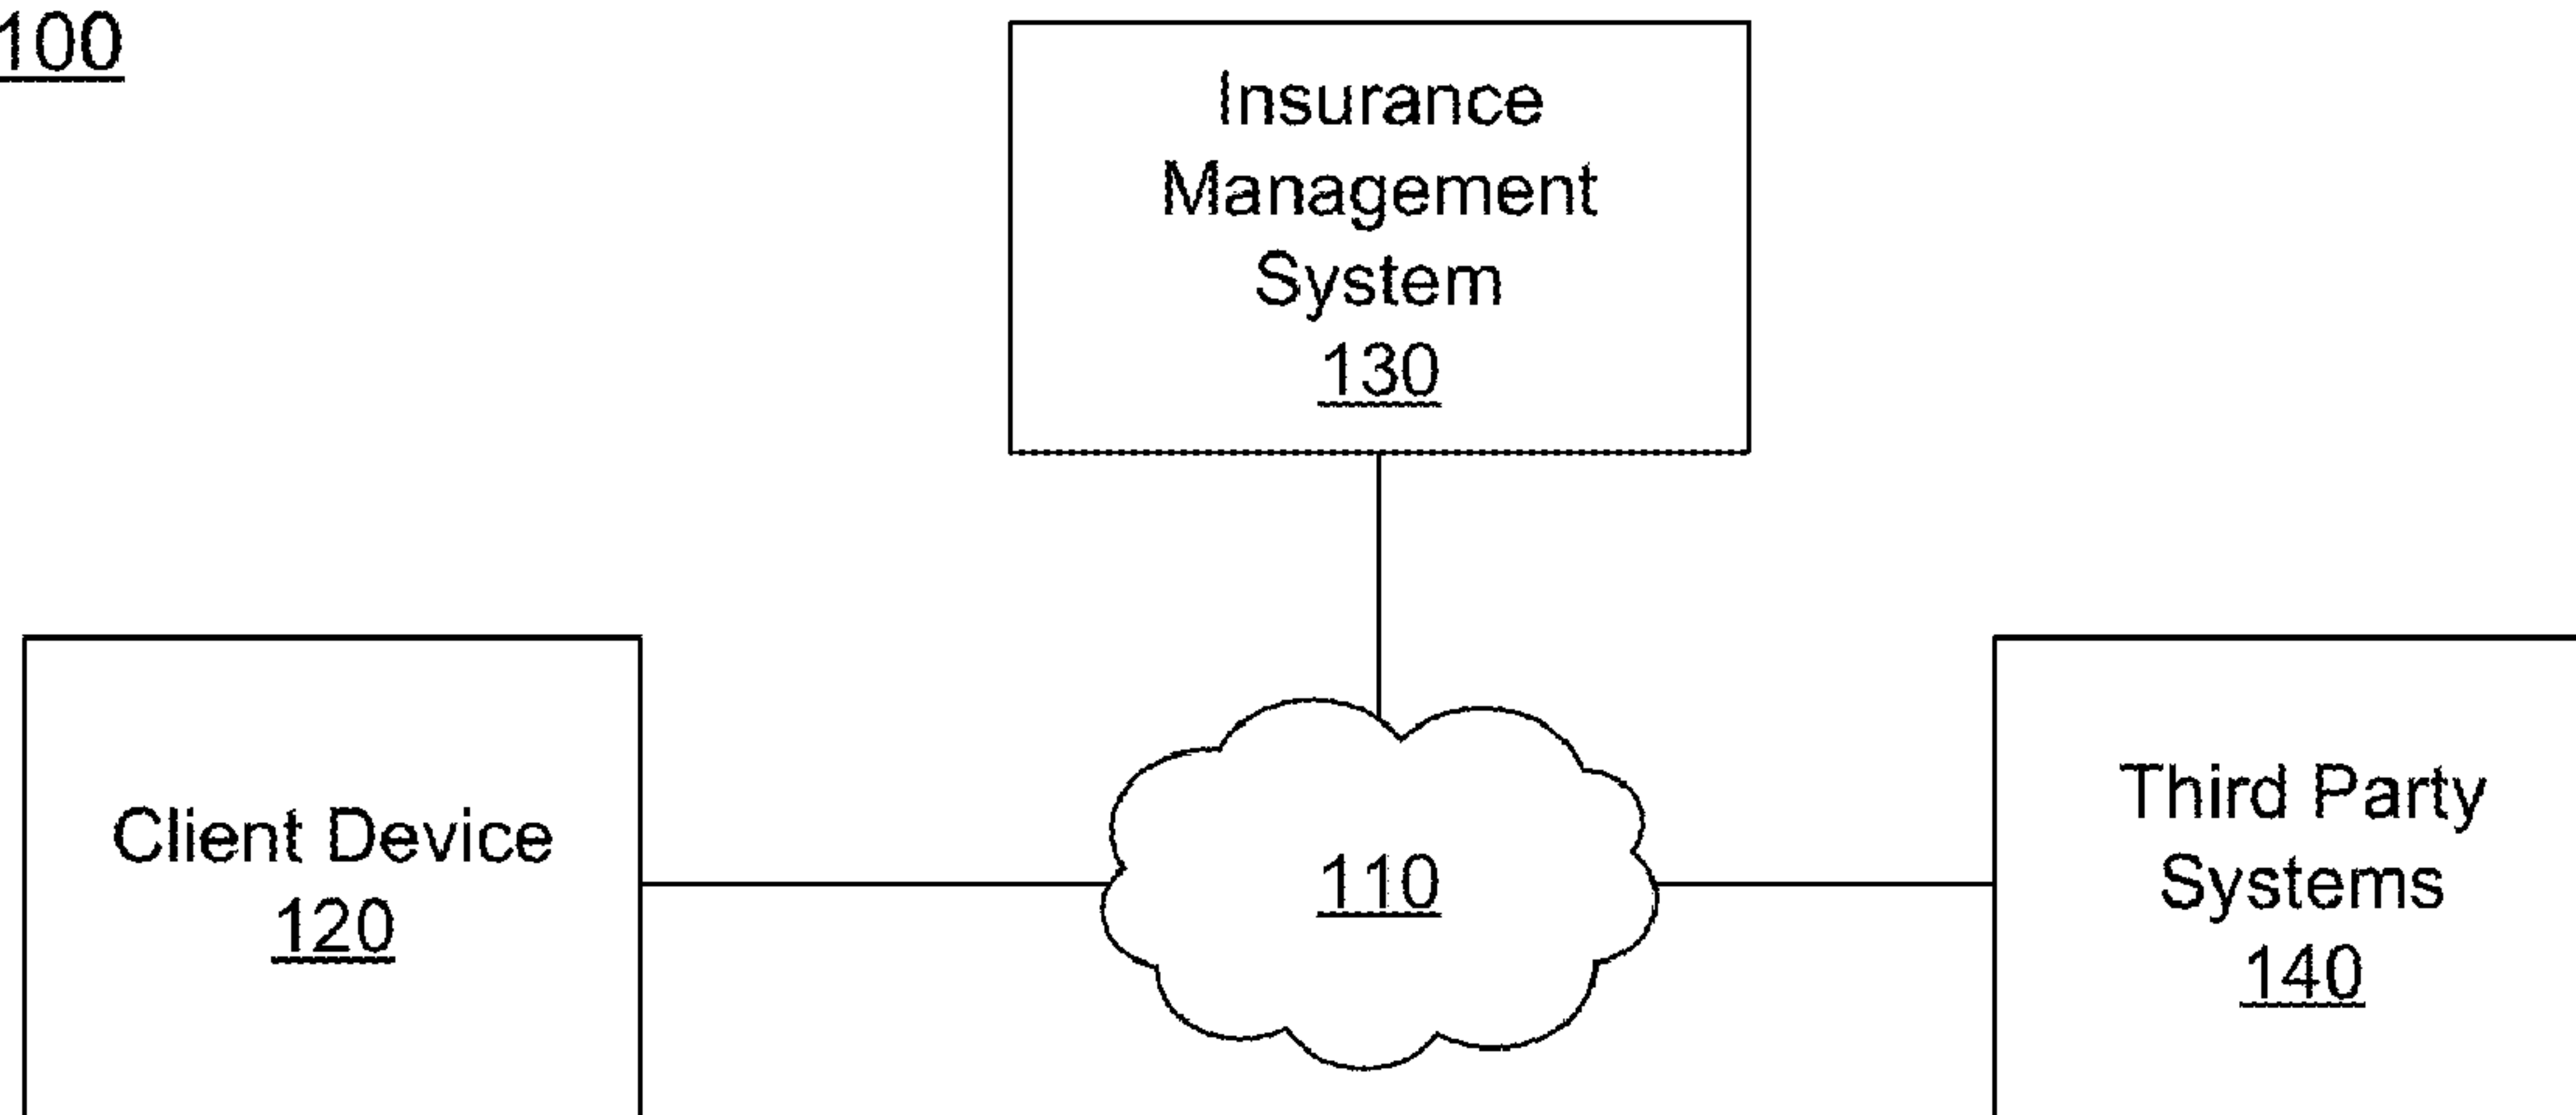 100
Insurance
Management
System
130
Client Device
120
110
Third Party
Systems
140